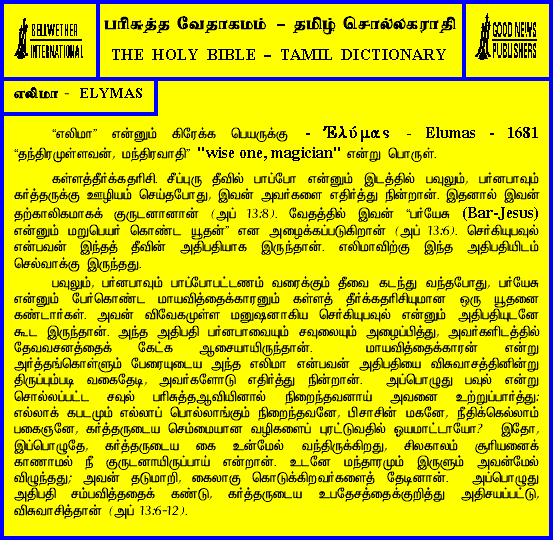 BELLWETHER
INTERNATIONAL
பரிசுத்த வேதாகமம் – தமிழ் சொல்லகராதி
THE HOLY BIBLE – TAMIL DICTIONARY
GOOD NEWS
PUBLISHERS
எலிமா - ELYMAS
“எலிமா” என்னும் கிரேக்க பெயருக்கு - Ἐλύμας - Elumas - 1681
“தந்திரமுள்ளவன், மந்திரவாதி” "wise one, magician" என்று பொருள்.
கள்ளத்தீர்க்கதரிசி. சீப்புரு தீவில் பாப்போ என்னும் இடத்தில் பவுலும், பர்னபாவும்
கர்த்தருக்கு ஊழியம் செய்தபோது, இவன் அவர்களை எதிர்த்து நின்றான். இதனால் இவன்
தற்காலிகமாகக் குருடனானான் (அப் 13:8). வேதத்தில் இவன் “பர்யேசு (Bar-Jesus)
என்னும் மறுபெயர் கொண்ட யூதன்” என அழைக்கப்படுகிறான் (அப் 13:6). செர்கியுபவுல்
என்பவன் இந்தத் தீவின் அதிபதியாக இருந்தான். எலிமாவிற்கு இந்த அதிபதியிடம்
செல்வாக்கு இருந்தது.
பவுலும், பர்னபாவும் பாப்போபட்டணம் வரைக்கும் தீவை கடந்து வந்தபோது, பர்யேசு
என்னும் பேர்கொண்ட மாயவித்தைக்காரனும் கள்ளத் தீர்க்கதரிசியுமான ஒரு யூதனை
கண்டார்கள். அவன் விவேகமுள்ள மனுஷனாகிய செர்கியுபவுல் என்னும் அதிபதியுடனே
கூட இருந்தான். அந்த அதிபதி பர்னபாவையும் சவுலையும் அழைப்பித்து, அவர்களிடத்தில்
தேவவசனத்தைக் கேட்க ஆசையாயிருந்தான். மாயவித்தைக்காரன் என்று
அர்த்தங்கொள்ளும் பேரையுடைய அந்த எலிமா என்பவன் அதிபதியை விசுவாசத்தினின்று
திருப்பும்படி வகைதேடி, அவர்களோடு எதிர்த்து நின்றான். அப்பொழுது பவுல் என்று
சொல்லப்பட்ட சவுல் பரிசுத்தஆவியினால் நிறைந்தவனாய் அவனை உற்றுப்பார்த்து:
எல்லாக் கபடமும் எல்லாப் பொல்லாங்கும் நிறைந்தவனே, பிசாசின் மகனே, நீதிக்கெல்லாம்
பகைஞனே, கர்த்தருடைய செம்மையான வழிகளைப் புரட்டுவதில் ஓயமாட்டாயோ? இதோ,
இப்பொழுதே, கர்த்தருடைய கை உன்மேல் வந்திருக்கிறது, சிலகாலம் சூரியனைக்
காணாமல் நீ குருடனாயிருப்பாய் என்றான். உடனே மந்தாரமும் இருளும் அவன்மேல்
விழுந்தது; அவன் தடுமாறி, கைலாகு கொடுக்கிறவர்களைத் தேடினான். அப்பொழுது
அதிபதி சம்பவித்ததைக் கண்டு, கர்த்தருடைய உபதேசத்தைக்குறித்து அதிசயப்பட்டு,
விசுவாசித்தான் (அப் 13:6-12).